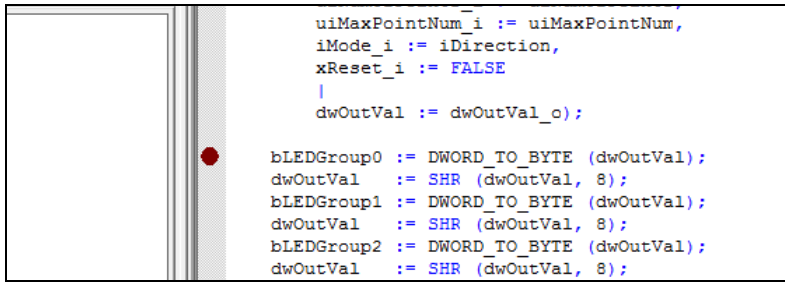 uiMaxPointNum_i := uiMaxPointNum,
iMode_i := iDirection,
xReset_i := FALSE
|
dwOutVal := dwOutVal_o);
bLEDGroup0 := DWORD_TO_BYTE (dwOutVal);
dwOutVal := SHR (dwOutVal, 8);
bLEDGroup1 := DWORD_TO_BYTE (dwOutVal);
dwOutVal := SHR (dwOutVal, 8);
bLEDGroup2 := DWORD_TO_BYTE (dwOutVal);
dwOutVal := SHR (dwOutVal, 8);